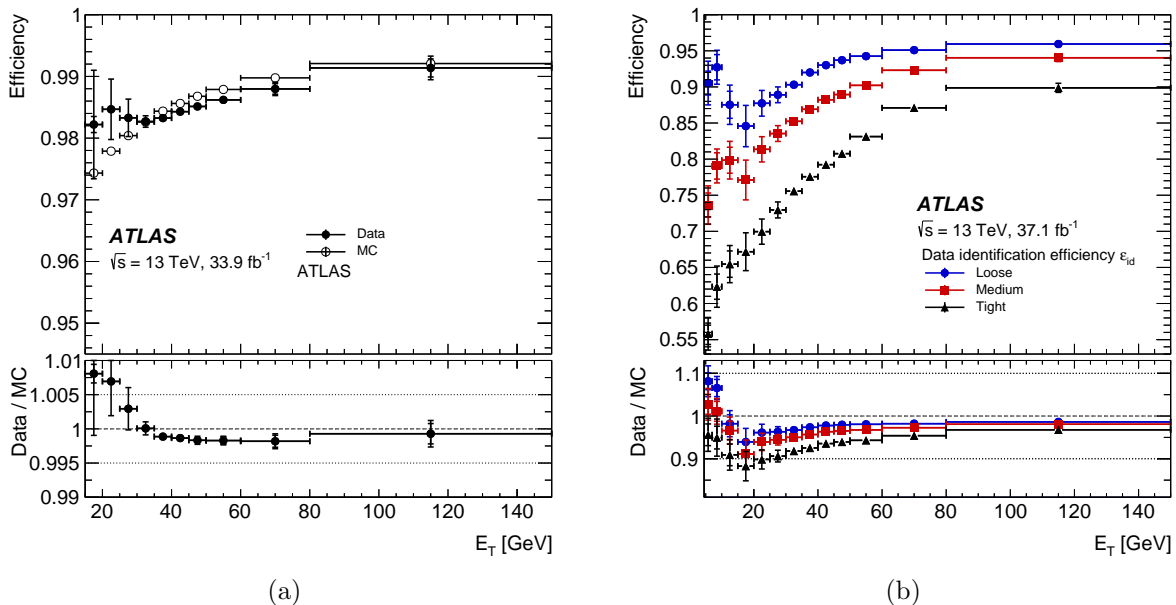 Efficiency
1
0.99
0.98
0.97
0.96
0.95
ATLAS
√s = 13 TeV, 33.9 fb⁻¹
Data
MC
ATLAS
Data / MC
1.01
1.005
1
0.995
0.99
20 40 60 80 100 120 140
E_T [GeV]
(a)
Efficiency
1
0.95
0.9
0.85
0.8
0.75
0.7
0.65
0.6
0.55
ATLAS
√s = 13 TeV, 37.1 fb⁻¹
Data identification efficiency ε_id
Loose
Medium
Tight
Data / MC
1.1
1
0.9
20 40 60 80 100 120 140
E_T [GeV]
(b)